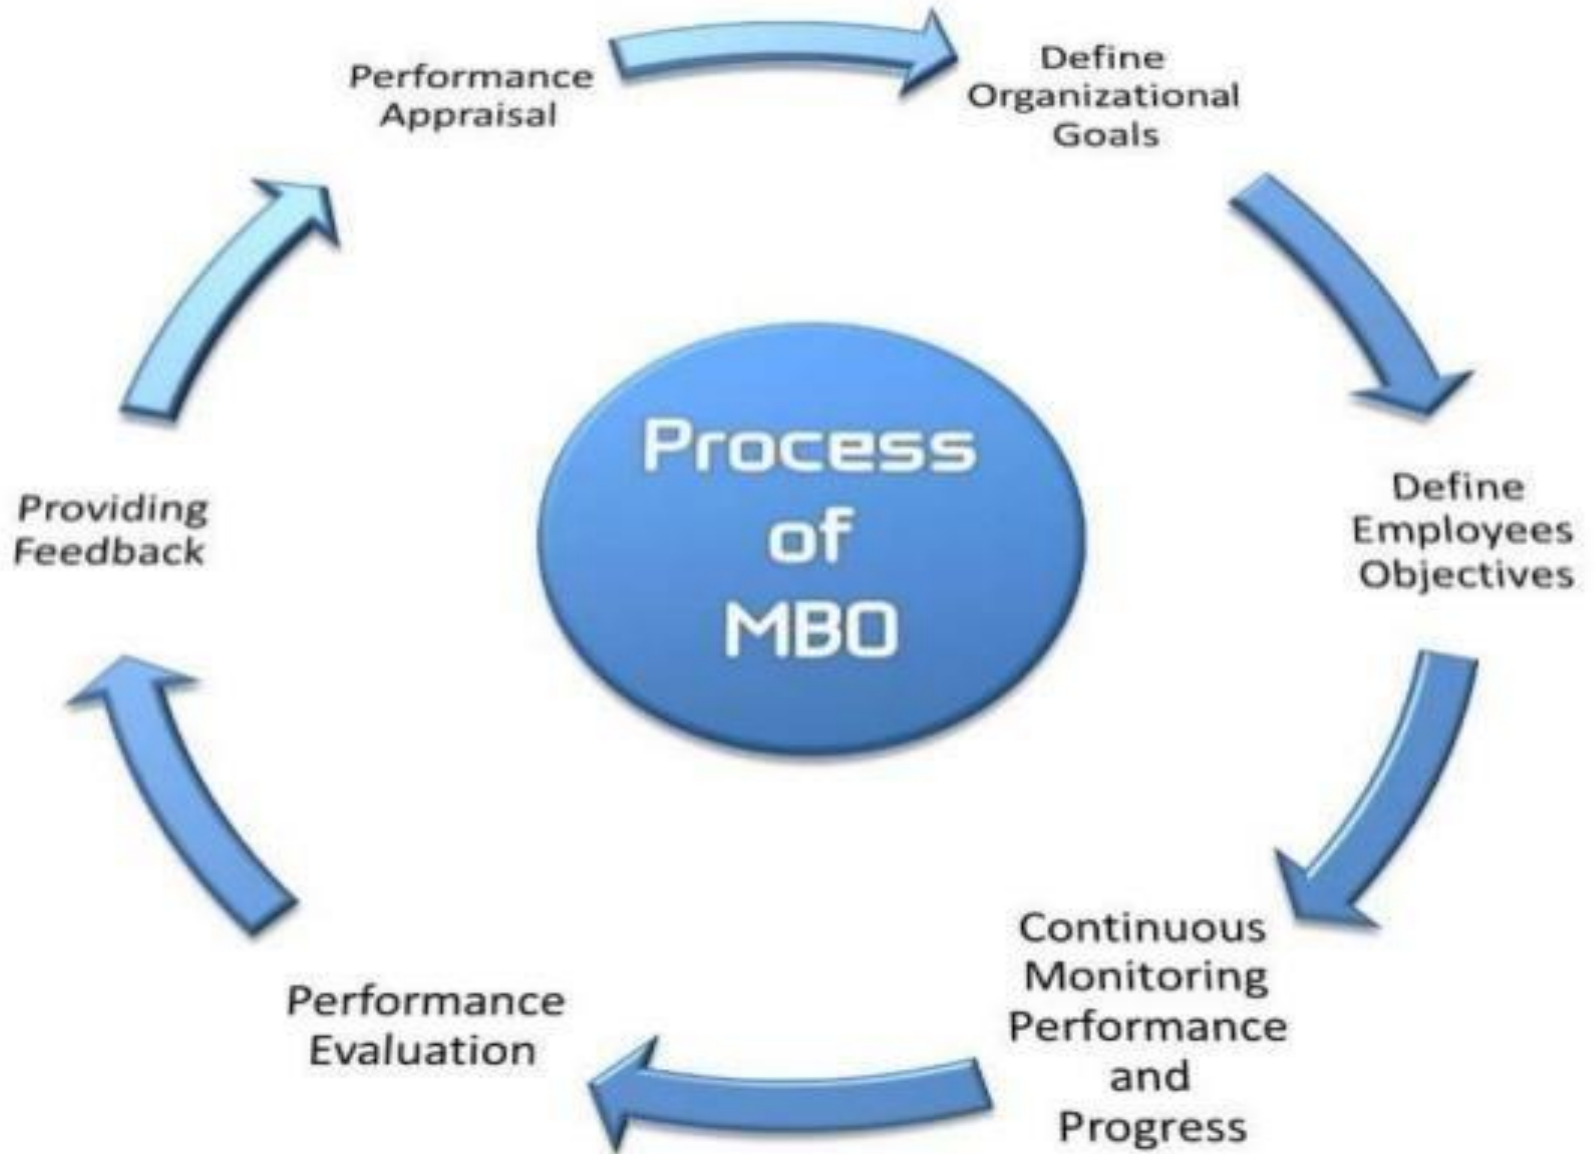 Process
of
MBO
Define
Organizational
Goals
Define
Employees
Objectives
Continuous
Monitoring
Performance
and
Progress
Performance
Evaluation
Providing
Feedback
Performance
Appraisal